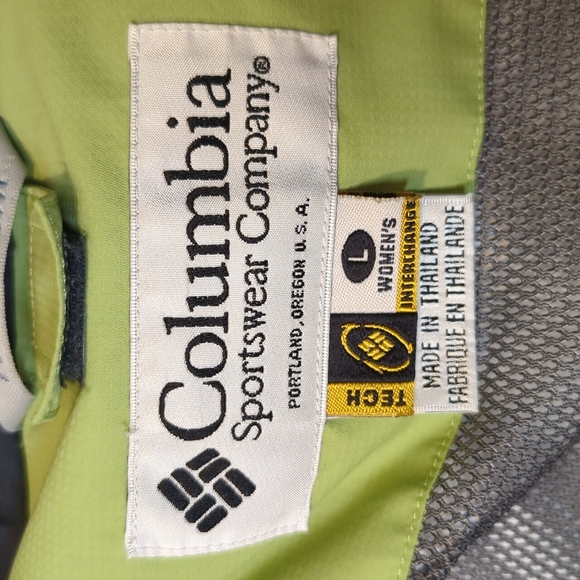 Columbia
Sportswear Company®
PORTLAND, OREGON U.S.A.
L
WOMEN'S
INTERCHANGE
TECH
MADE IN THAILAND
FABRIQUE EN THAILANDE